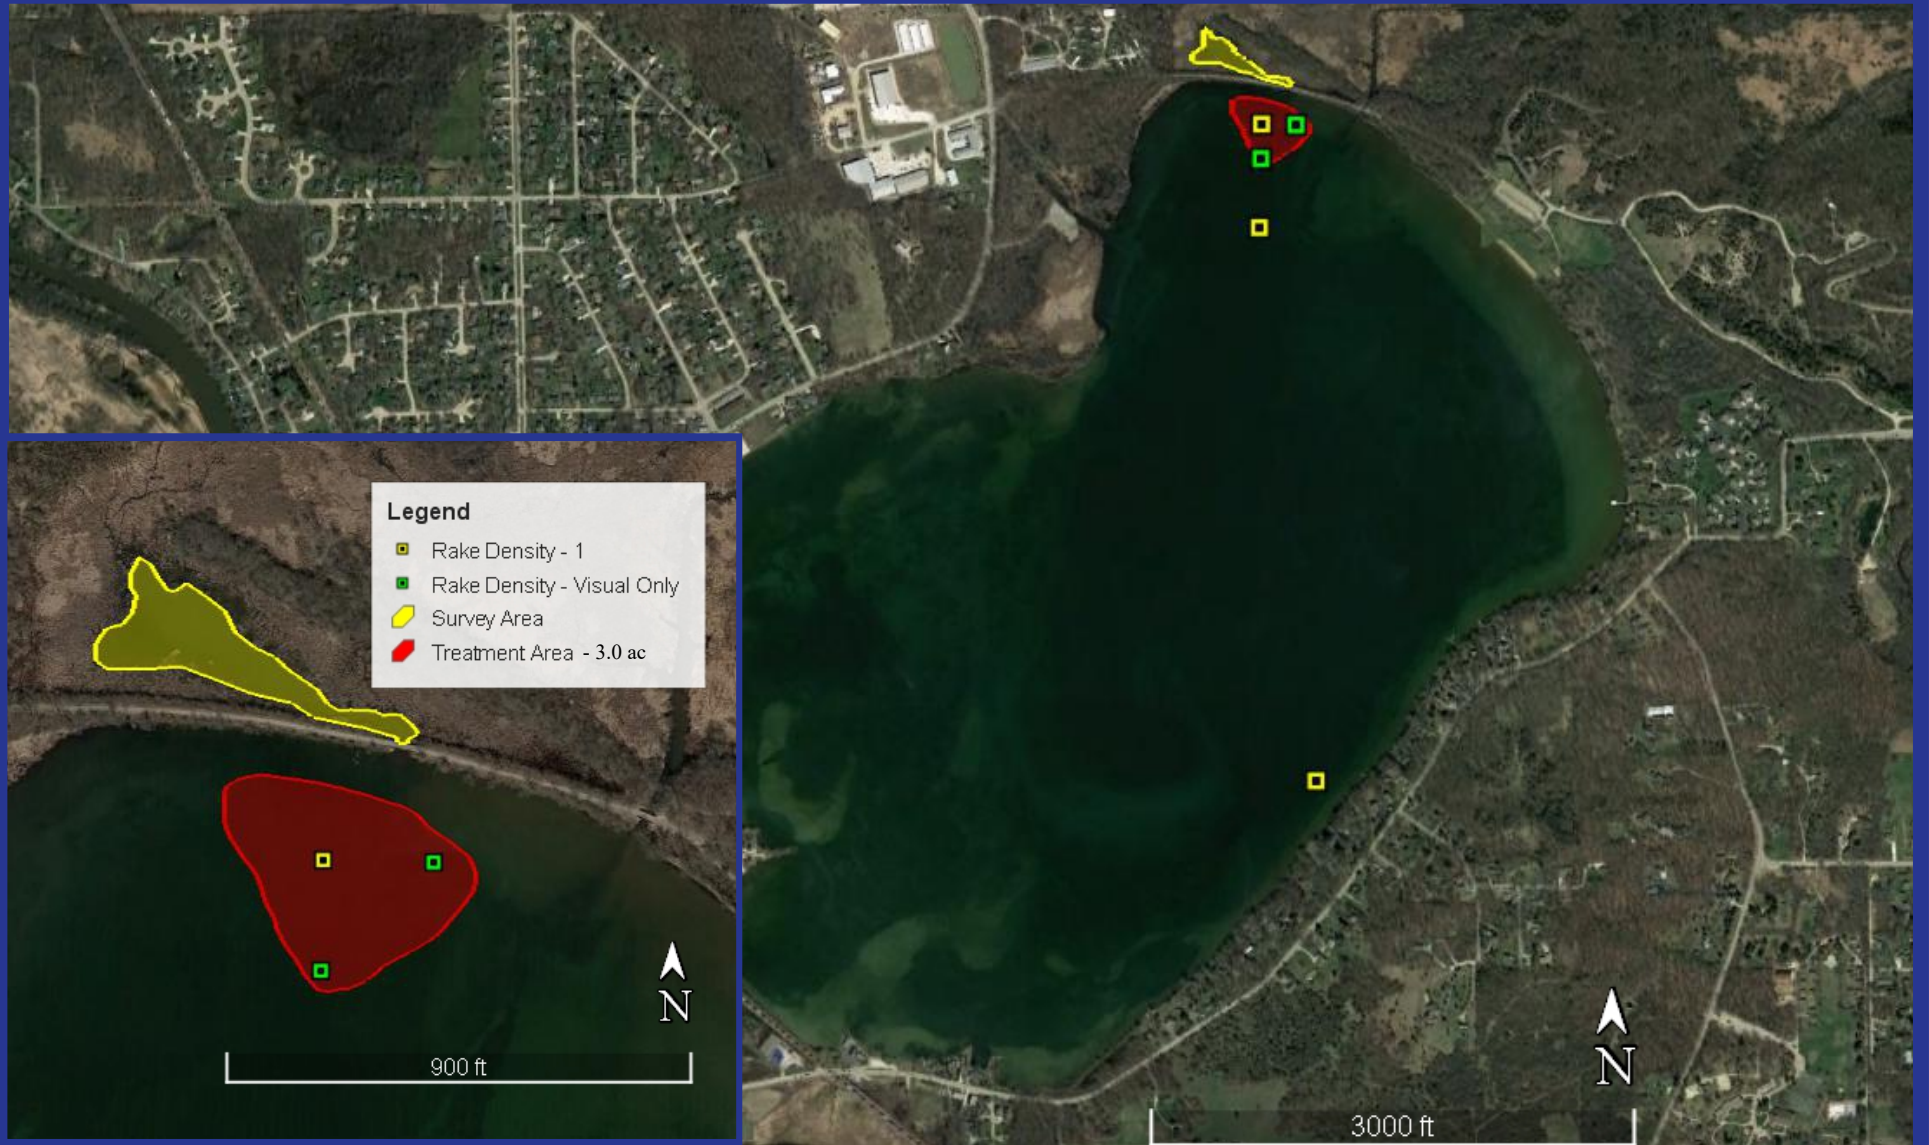 Legend
Rake Density - 1
Rake Density - Visual Only
Survey Area
Treatment Area - 3.0 ac
N
900 ft
N
3000 ft